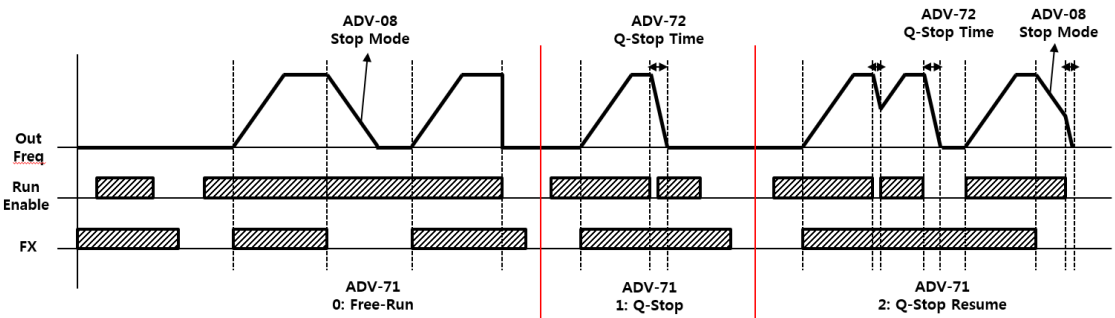 ADV-08
Stop Mode
ADV-72
Q-Stop Time
ADV-72
Q-Stop Time
ADV-08
Stop Mode
Out
Freq
Run
Enable
FX
ADV-71
0: Free-Run
ADV-71
1: Q-Stop
ADV-71
2: Q-Stop Resume